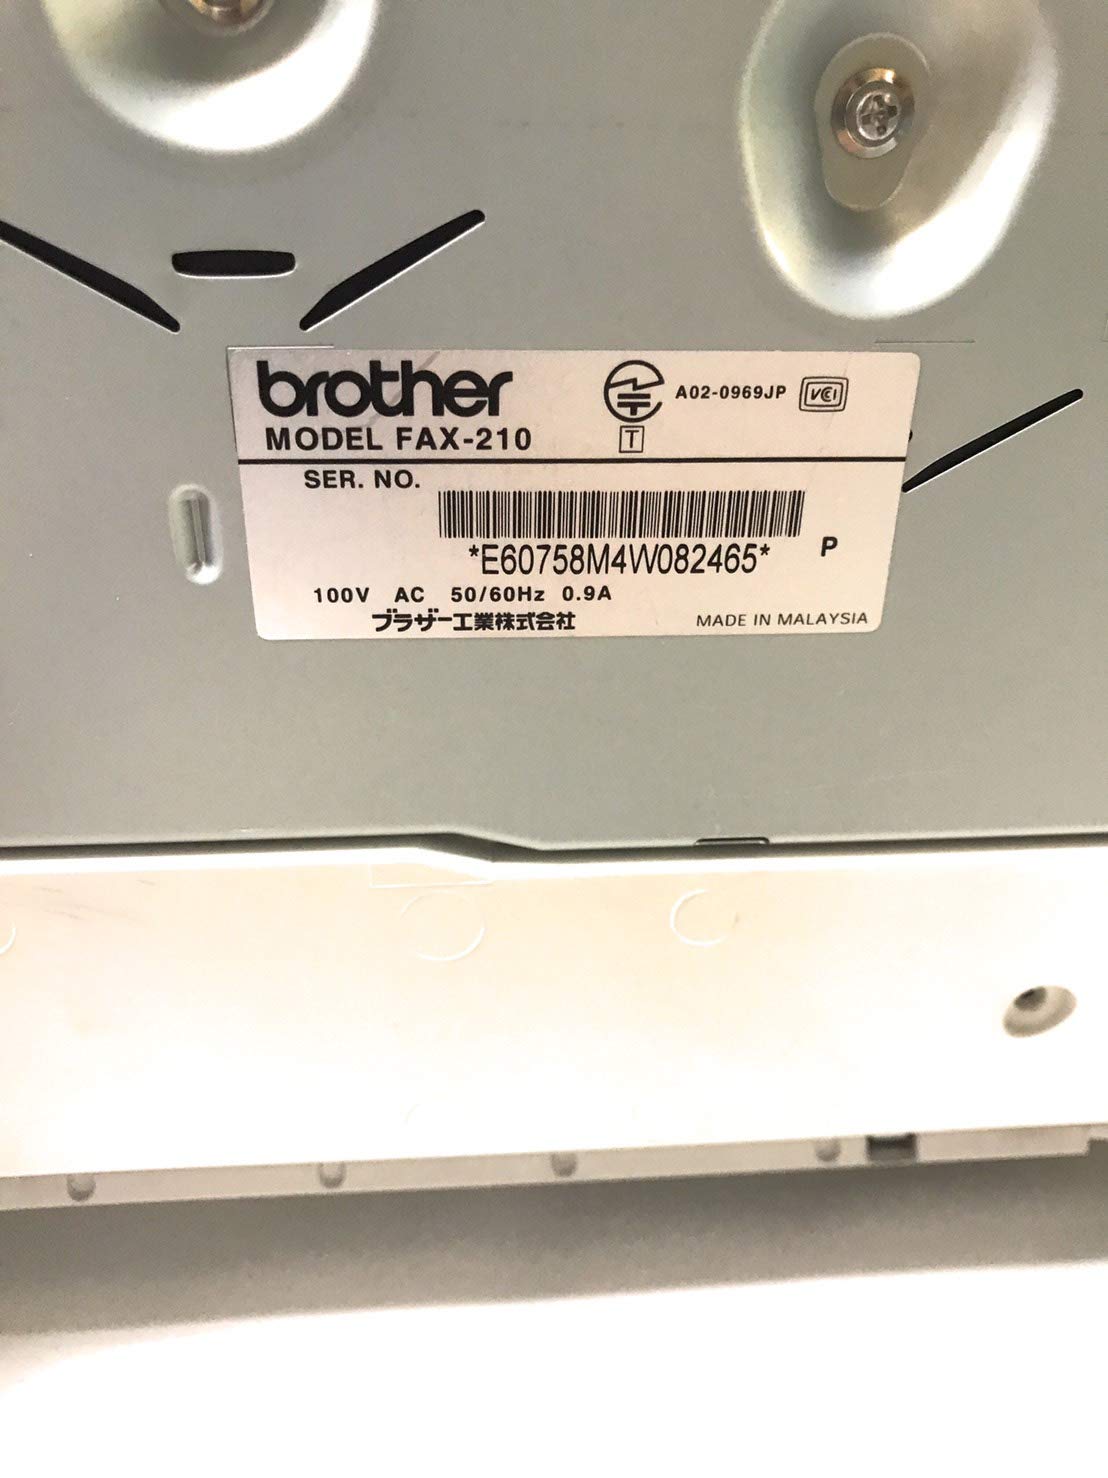 brother
MODEL FAX-210
A02-0969JP
VCI
T
SER. NO.
*E60758M4W082465*
P
100V AC 50/60Hz 0.9A
ブラザー工業株式会社
MADE IN MALAYSIA